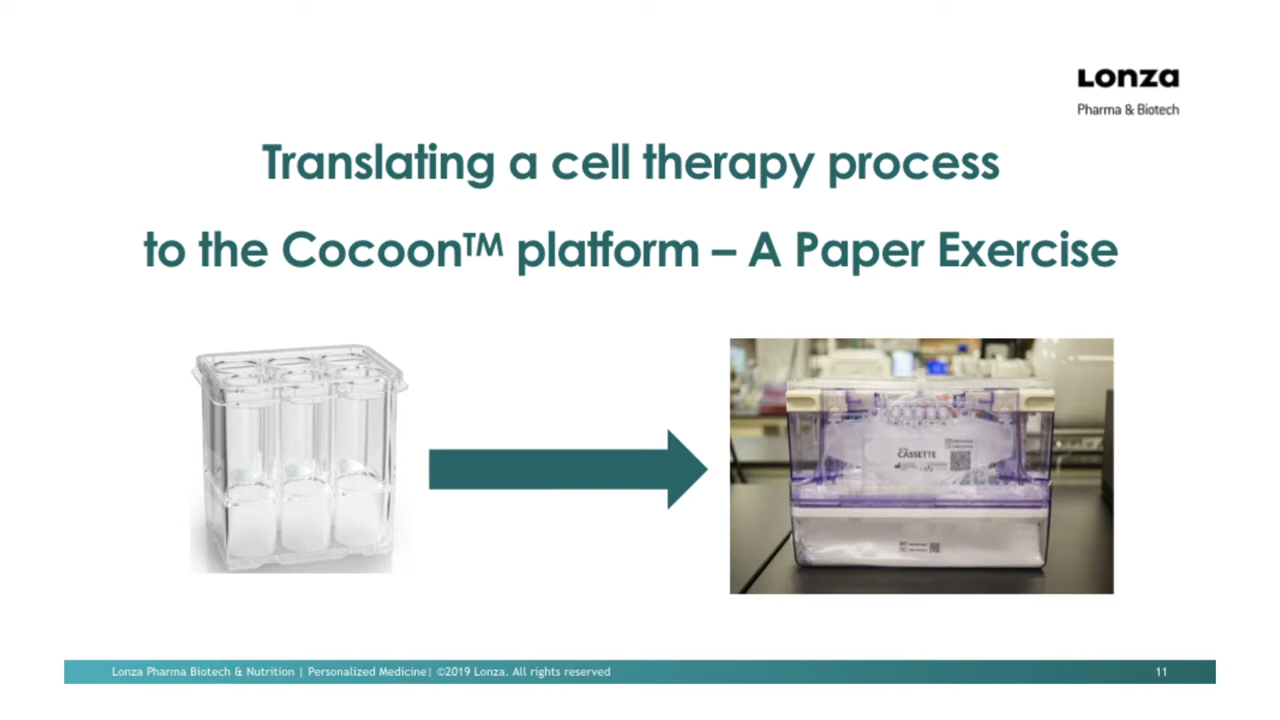 Lonza
Pharma & Biotech
Translating a cell therapy process
to the Cocoon™ platform – A Paper Exercise
CASSETTE
Lonza Pharma Biotech & Nutrition | Personalized Medicine| ©2019 Lonza. All rights reserved
11